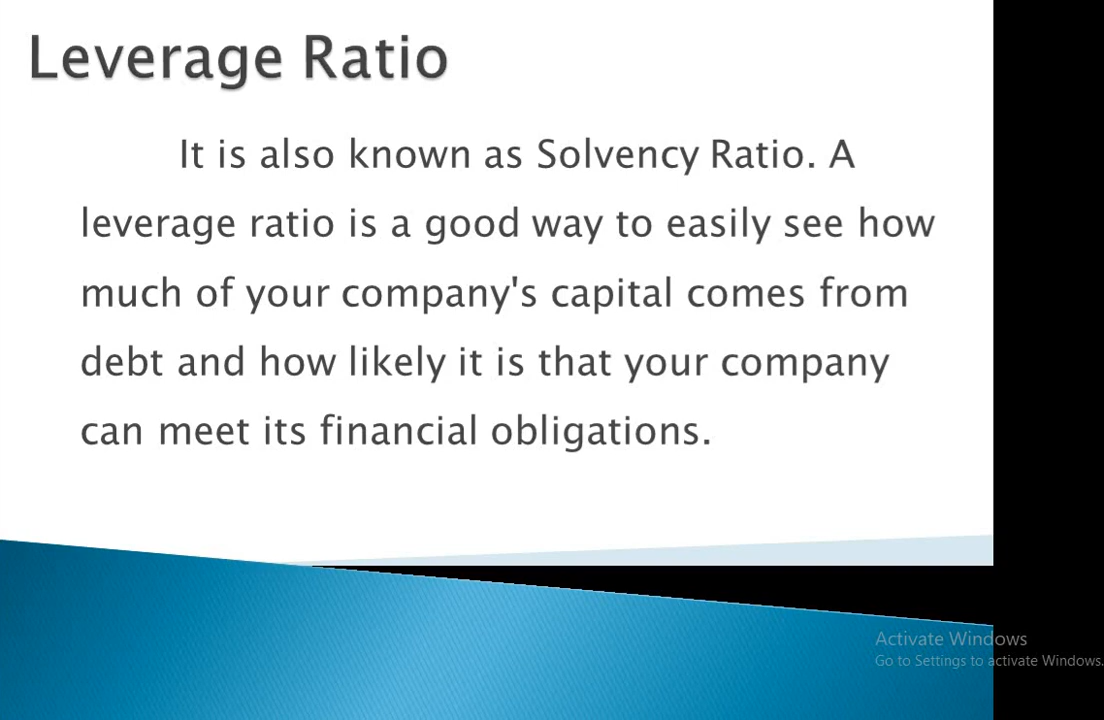 Leverage Ratio
It is also known as Solvency Ratio. A
leverage ratio is a good way to easily see how
much of your company's capital comes from
debt and how likely it is that your company
can meet its financial obligations.
Activate Windows
Go to Settings to activate Windows.